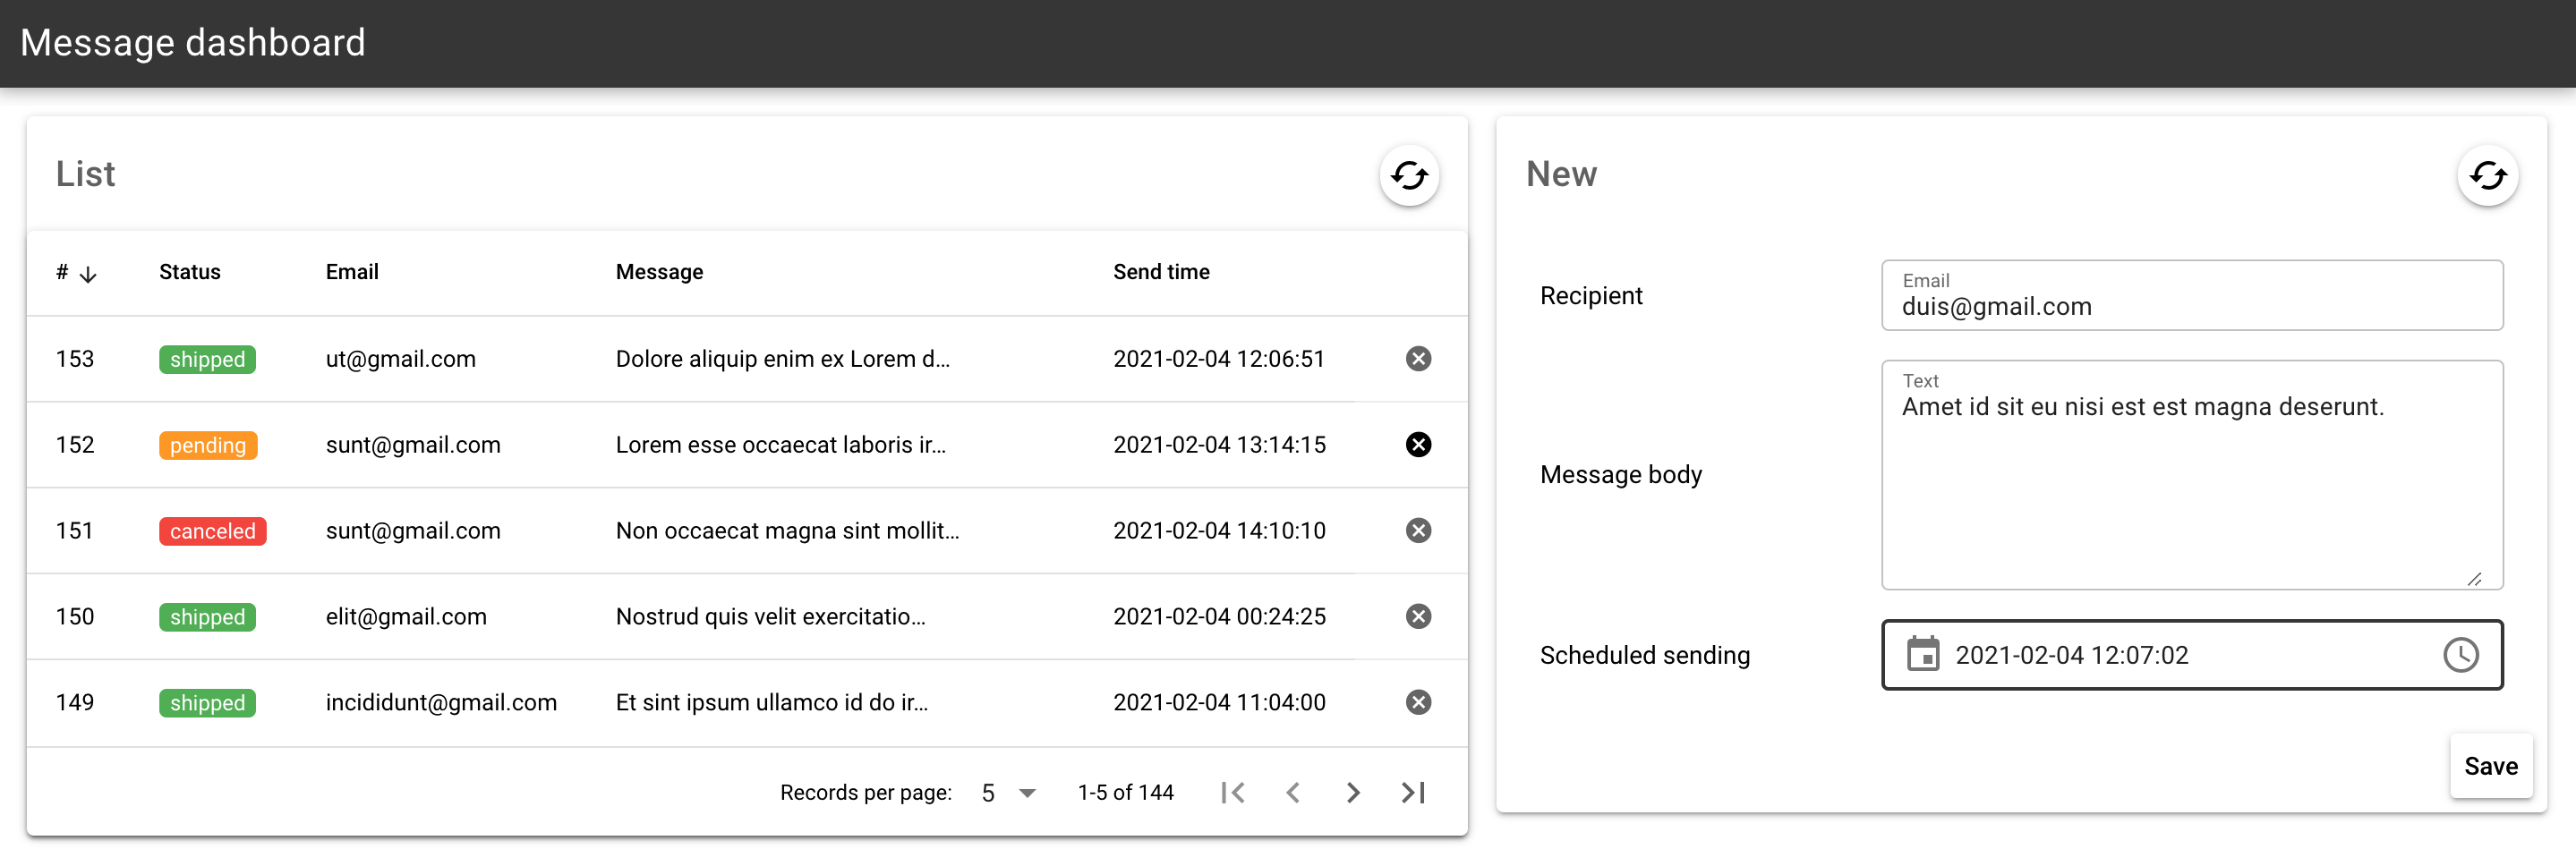 Message dashboard
List
# Status Email Message Send time
153 shipped ut@gmail.com Dolore aliquip enim ex Lorem d... 2021-02-04 12:06:51
152 pending sunt@gmail.com Lorem esse occaecat laboris ir... 2021-02-04 13:14:15
151 canceled sunt@gmail.com Non occaecat magna sint mollit... 2021-02-04 14:10:10
150 shipped elit@gmail.com Nostrud quis velit exercitatio... 2021-02-04 00:24:25
149 shipped incididunt@gmail.com Et sint ipsum ullamco id do ir... 2021-02-04 11:04:00
Records per page: 5 1-5 of 144
New
Recipient
Email
duis@gmail.com
Message body
Text
Amet id sit eu nisi est est magna deserunt.
Scheduled sending
2021-02-04 12:07:02
Save